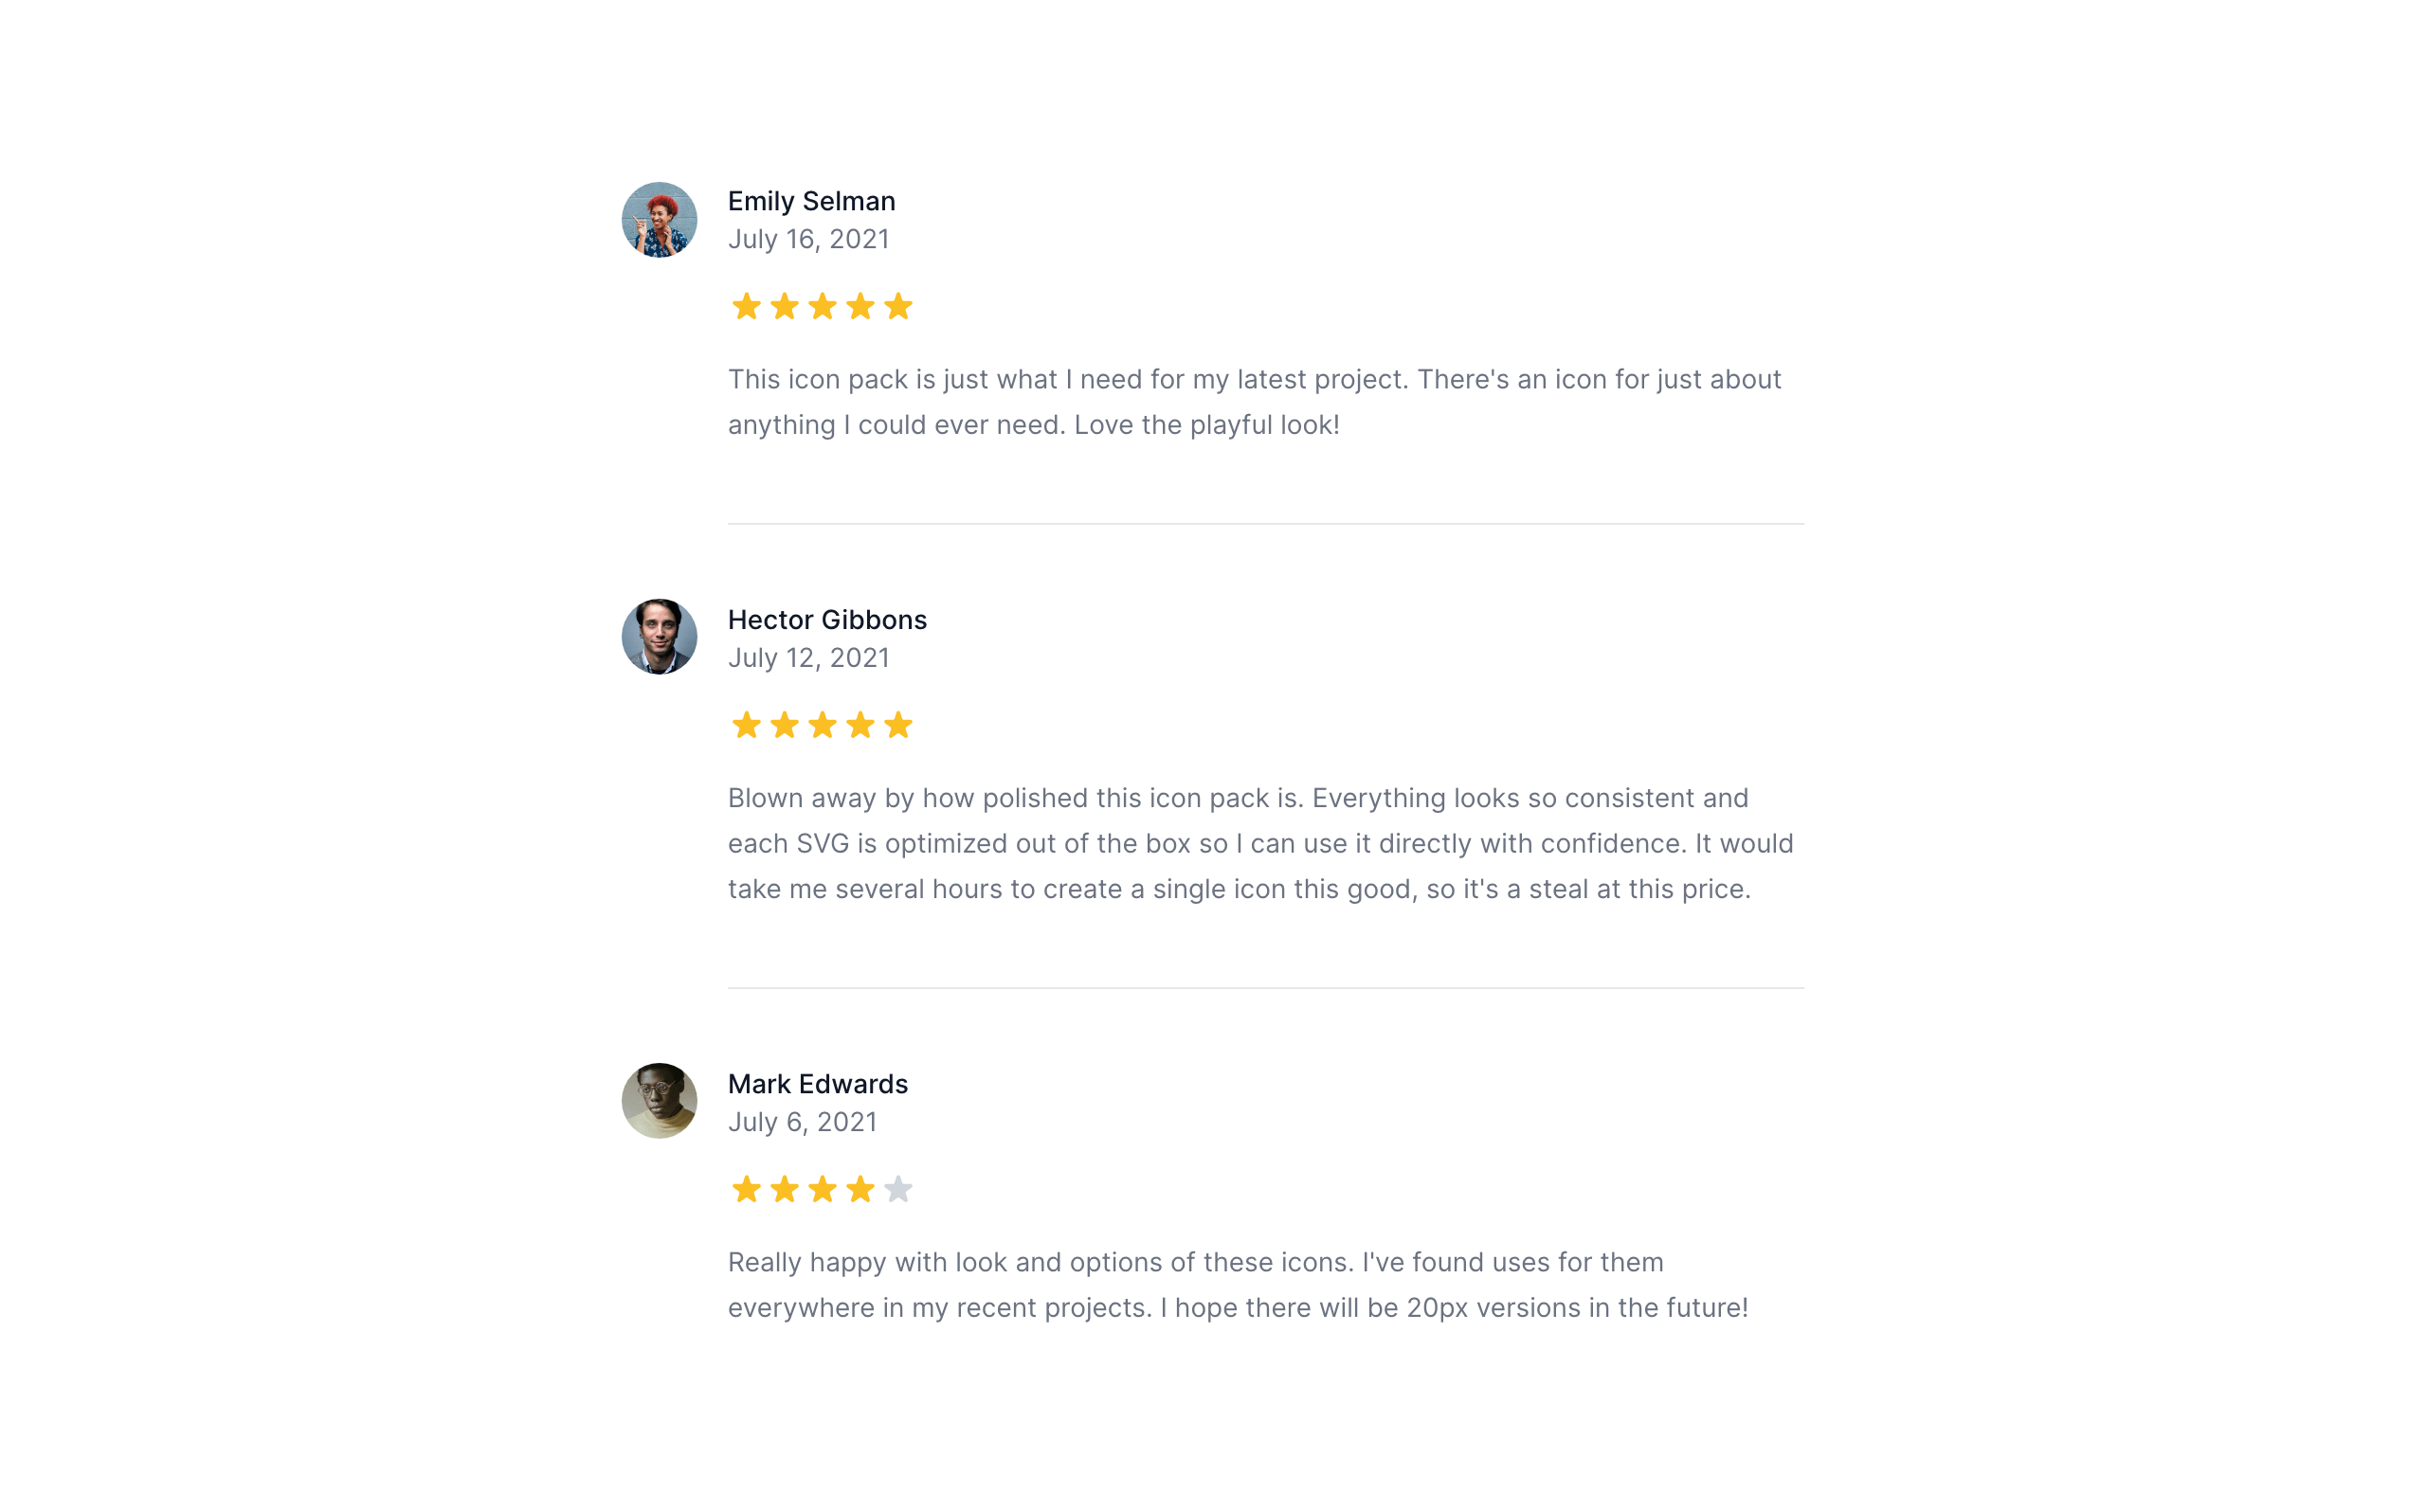 Emily Selman
July 16, 2021
This icon pack is just what I need for my latest project. There's an icon for just about
anything I could ever need. Love the playful look!
Hector Gibbons
July 12, 2021
Blown away by how polished this icon pack is. Everything looks so consistent and
each SVG is optimized out of the box so I can use it directly with confidence. It would
take me several hours to create a single icon this good, so it's a steal at this price.
Mark Edwards
July 6, 2021
Really happy with look and options of these icons. I've found uses for them
everywhere in my recent projects. I hope there will be 20px versions in the future!